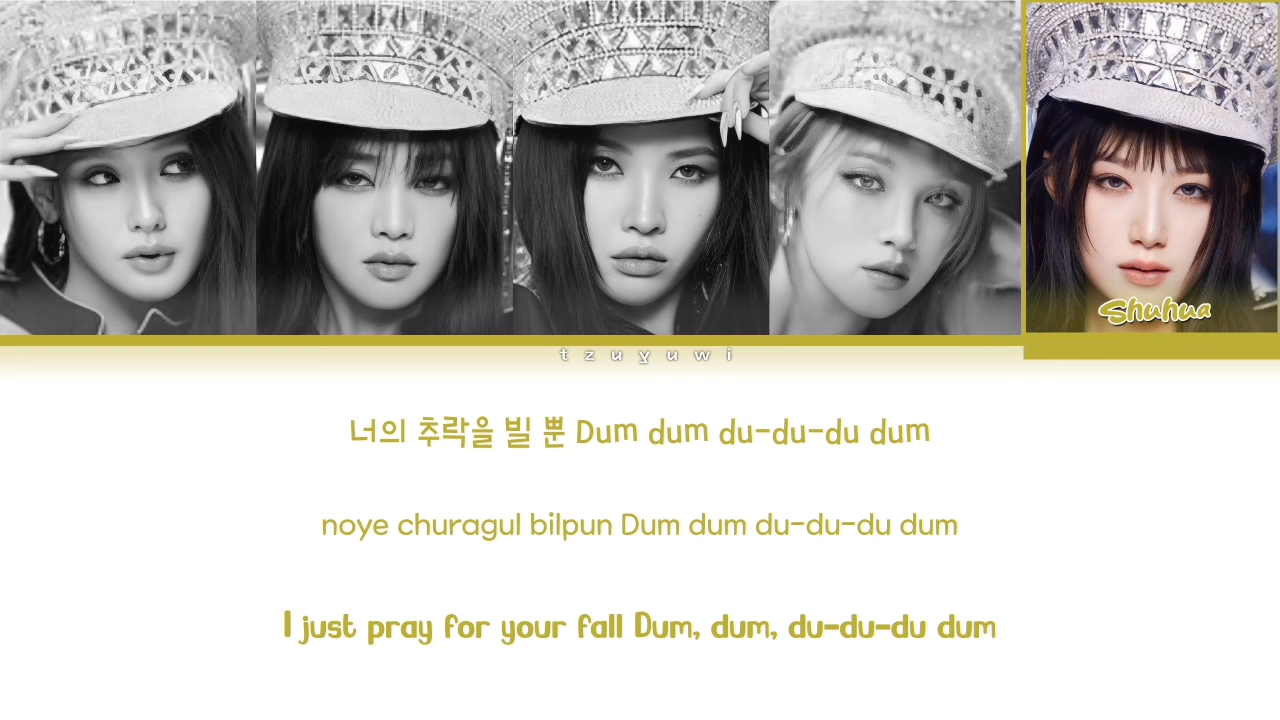 Shuhua
tzuyuwi
너의 추락을 빌 뿐 Dum dum du-du-du dum
noye churagul bilpun Dum dum du-du-du dum
I just pray for your fall Dum, dum, du-du-du dum